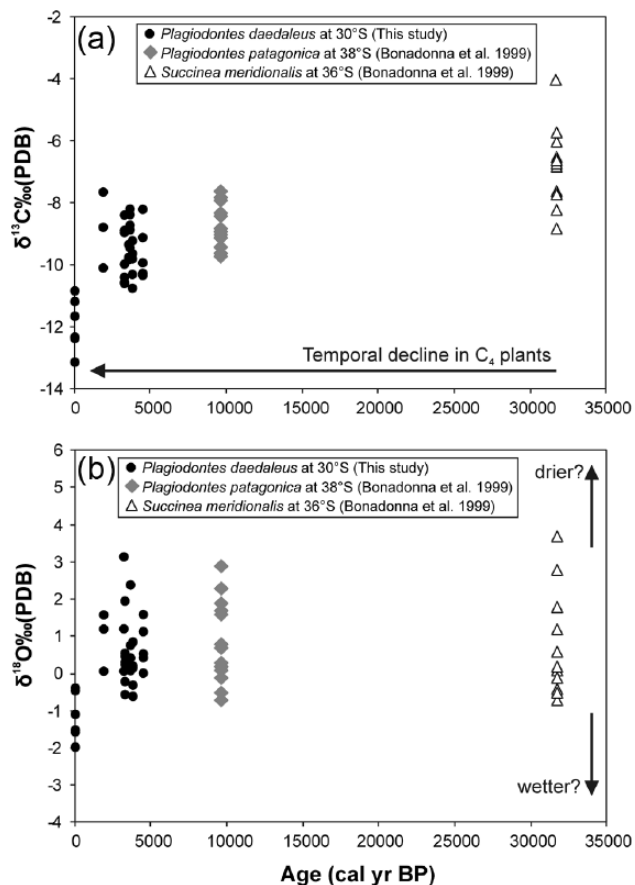 (a)
● Plagiodontes daedaleus at 30°S (This study)
◆ Plagiodontes patagonica at 38°S (Bonadonna et al. 1999)
△ Succinea meridionalis at 36°S (Bonadonna et al. 1999)
δ¹³C‰(PDB)
-2
-4
-6
-8
-10
-12
-14
Temporal decline in C₄ plants
0 5000 10000 15000 20000 25000 30000 35000
(b)
● Plagiodontes daedaleus at 30°S (This study)
◆ Plagiodontes patagonica at 38°S (Bonadonna et al. 1999)
△ Succinea meridionalis at 36°S (Bonadonna et al. 1999)
drier?
δ¹⁸O‰(PDB)
6
5
4
3
2
1
0
-1
-2
-3
-4
wetter?
0 5000 10000 15000 20000 25000 30000 35000
Age (cal yr BP)